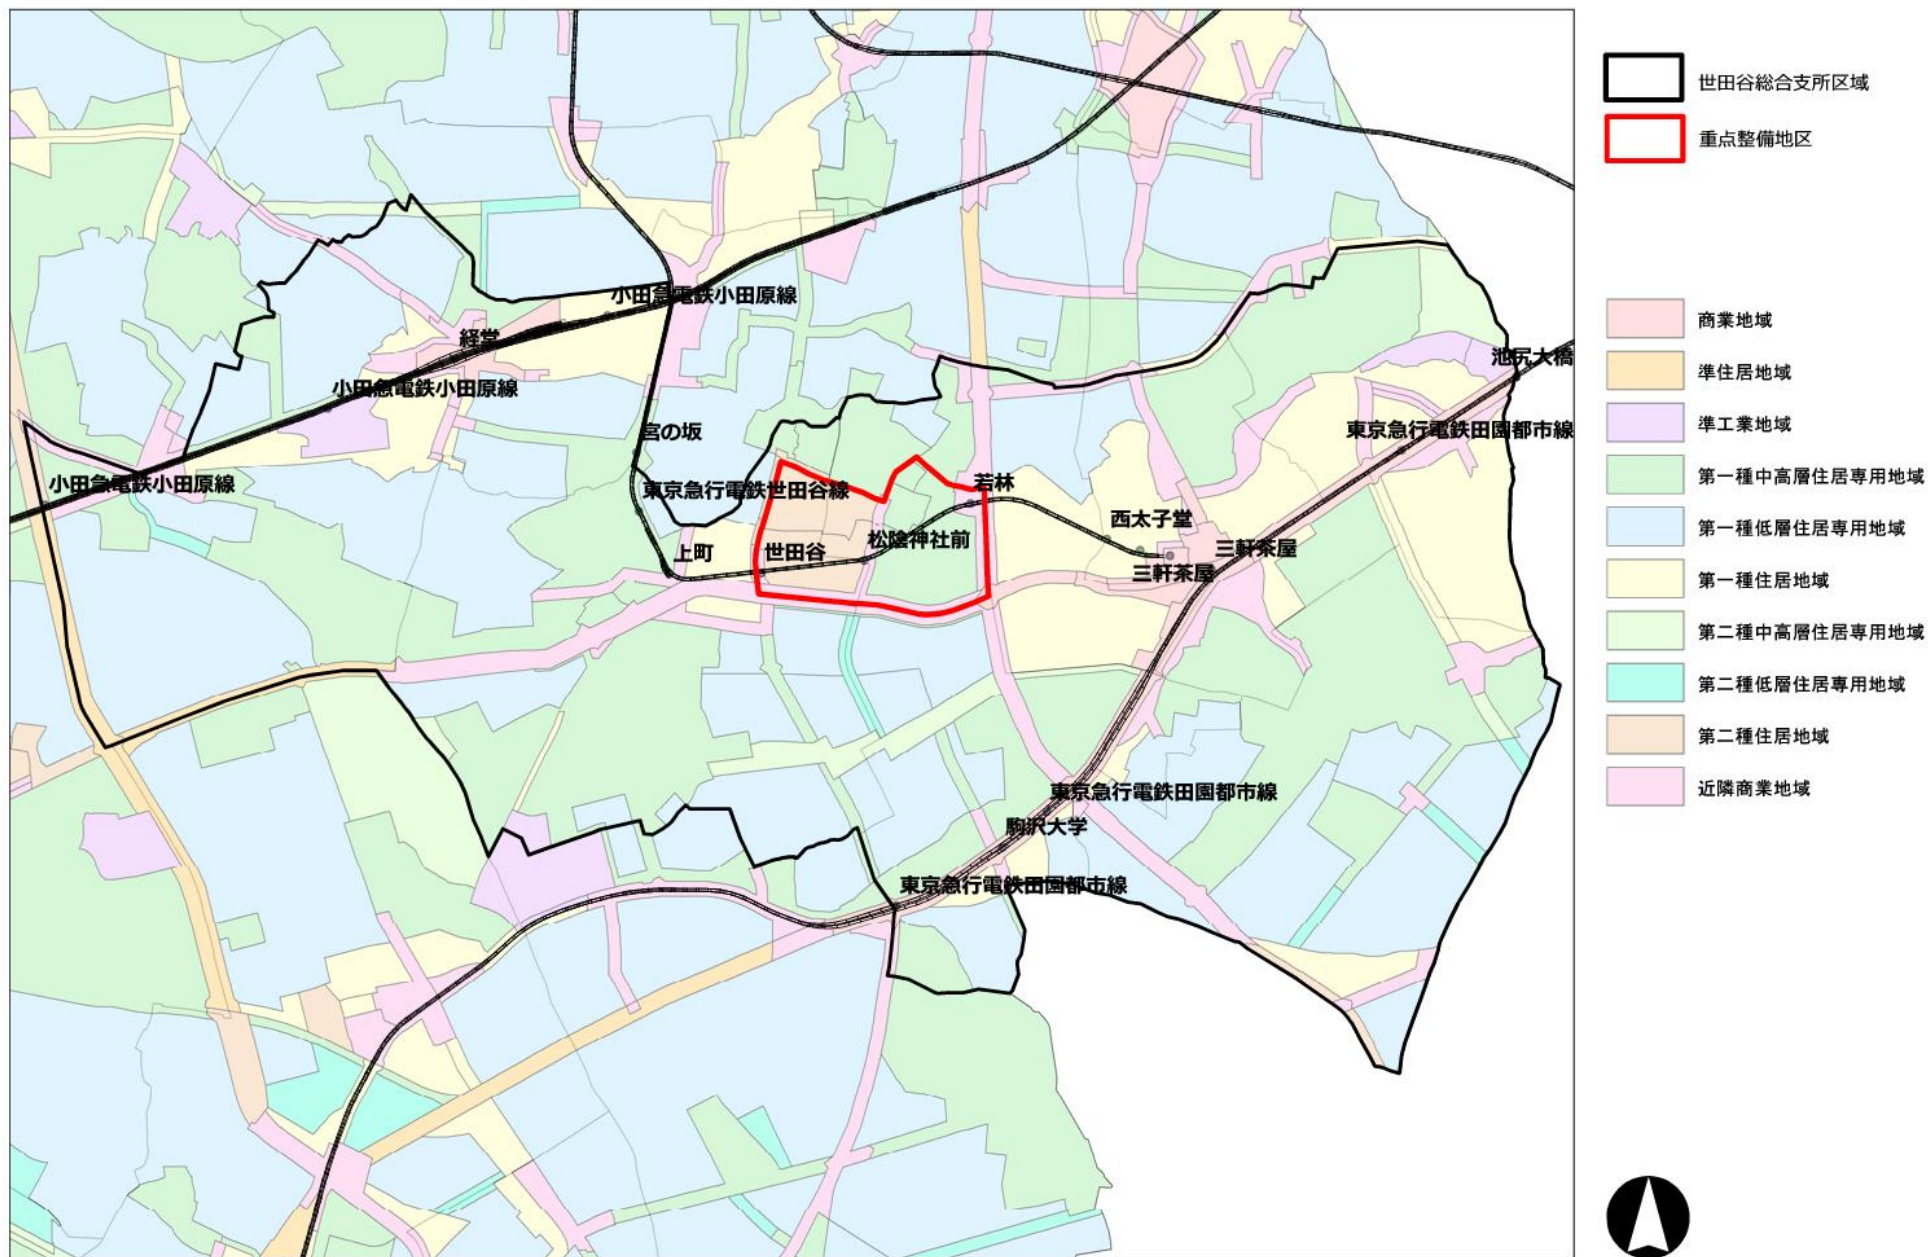 世田谷総合支所区域
重点整備地区
商業地域
準住居地域
準工業地域
第一種中高層住居専用地域
第一種低層住居専用地域
第一種住居地域
第二種中高層住居専用地域
第二種低層住居専用地域
第二種住居地域
近隣商業地域
小田急電鉄小田原線
経堂
池尻大橋
小田急電鉄小田原線
宮の坂
東京急行電鉄田園都市線
小田急電鉄小田原線
東京急行電鉄世田谷線
若林
西太子堂
松陰神社前
上町
世田谷
三軒茶屋
三軒茶屋
東京急行電鉄田園都市線
駒沢大学
東京急行電鉄田園都市線